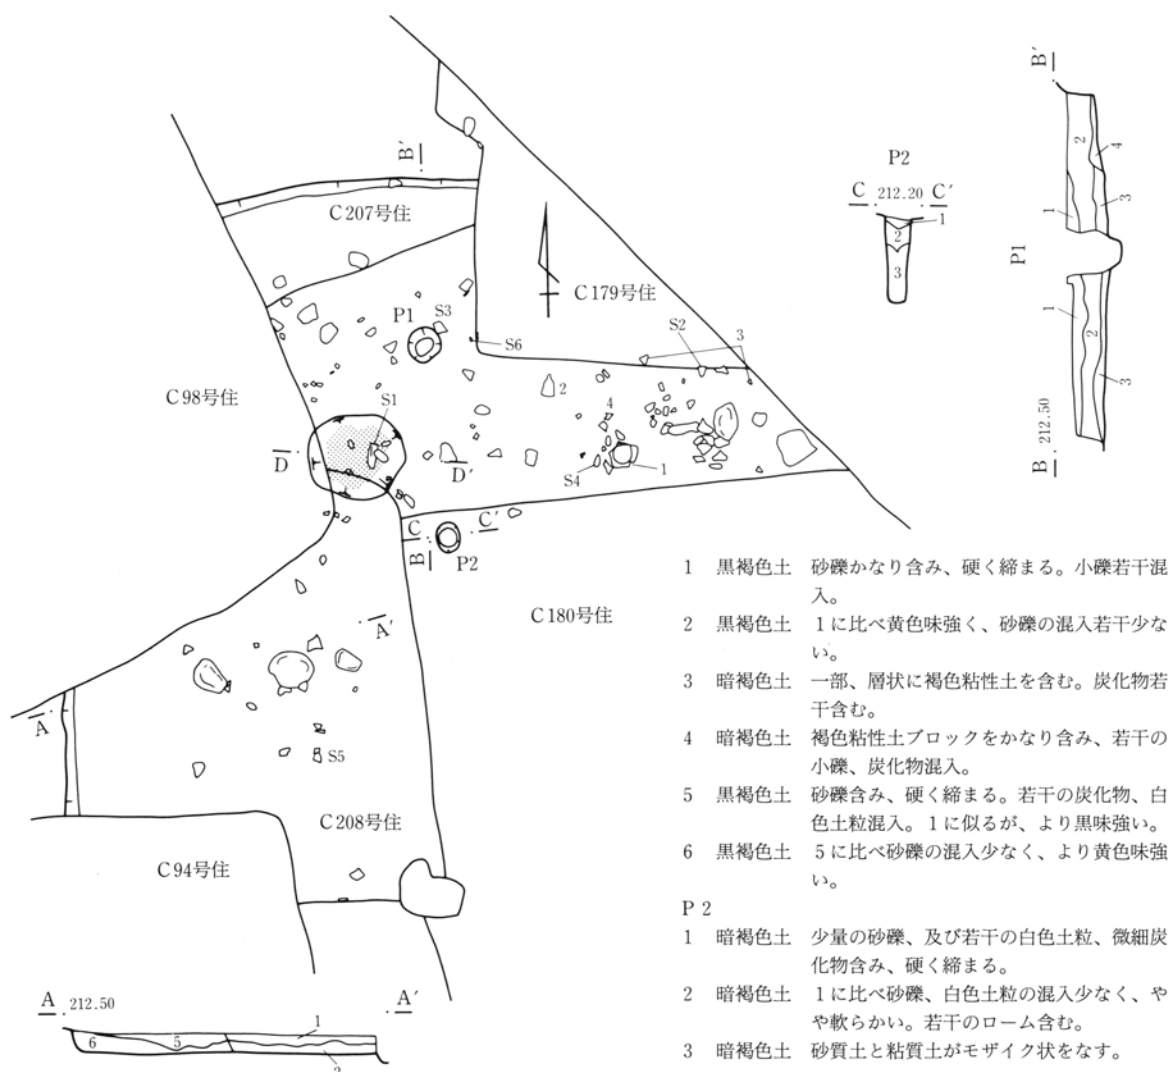 B′
C 207号住
C 179号住
P1
S3
S6
S2
3
C 98号住
S1
2
4
D
D′
S4
1
C
C′
B
P2
A′
C 180号住
A
S5
C 208号住
C 94号住
A
212.50
A′
6
5
1
P2
C
212.20
C′
1
2
3
B′
2
4
1
3
P1
1
2
3
B
212.50
1 黒褐色土 砂礫かなり含み、硬く締まる。小礫若干混
入。
2 黒褐色土 1に比べ黄色味強く、砂礫の混入若干少な
い。
3 暗褐色土 一部、層状に褐色粘性土を含む。炭化物若
干含む。
4 暗褐色土 褐色粘性土ブロックをかなり含み、若干の
小礫、炭化物混入。
5 黒褐色土 砂礫含み、硬く締まる。若干の炭化物、白
色土粒混入。1に似るが、より黒味強い。
6 黒褐色土 5に比べ砂礫の混入少なく、より黄色味強
い。
P 2
1 暗褐色土 少量の砂礫、及び若干の白色土粒、微細炭
化物含み、硬く締まる。
2 暗褐色土 1に比べ砂礫、白色土粒の混入少なく、や
や軟らかい。若干のローム含む。
3 暗褐色土 砂質土と粘質土がモザイク状をなす。